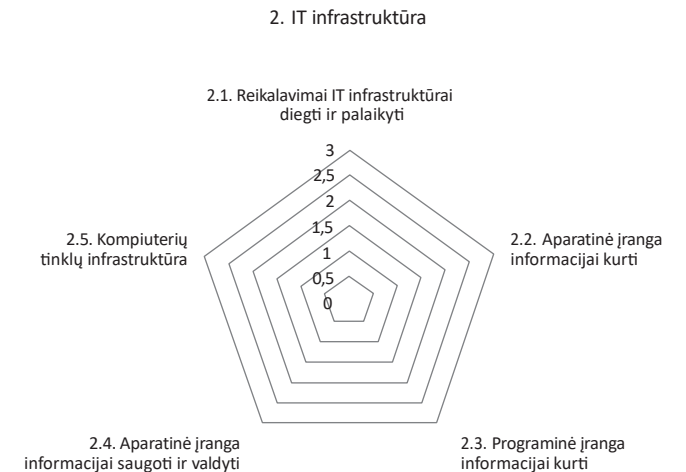 2. IT infrastruktūra
2.1. Reikalavimai IT infrastruktūrai
diegti ir palaikyti
3
2,5
2
1,5
1
0,5
0
2.5. Kompiuterių
tinklų infrastruktūra
2.2. Aparatinė įranga
informacijai kurti
2.4. Aparatinė įranga
informacijai saugoti ir valdyti
2.3. Programinė įranga
informacijai kurti